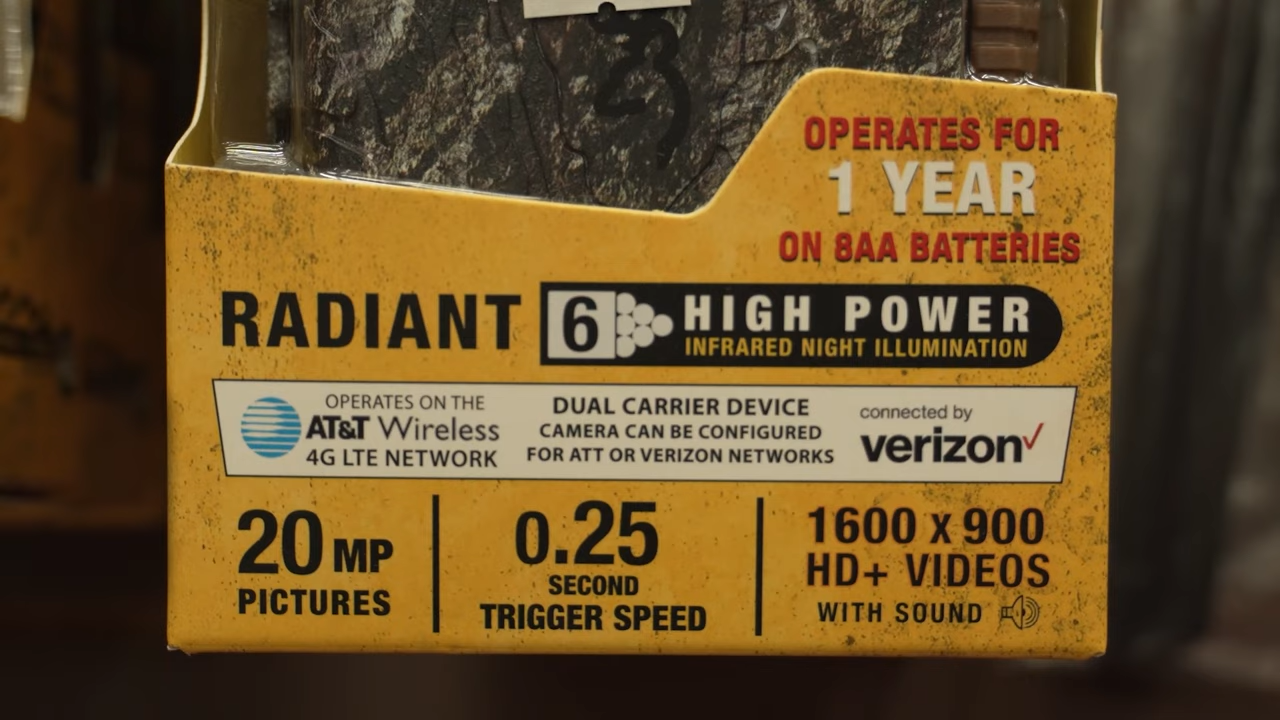 OPERATES FOR
1 YEAR
ON 8AA BATTERIES
RADIANT 6 HIGH POWER
INFRARED NIGHT ILLUMINATION
OPERATES ON THE
AT&T Wireless
4G LTE NETWORK
DUAL CARRIER DEVICE
CAMERA CAN BE CONFIGURED
FOR ATT OR VERIZON NETWORKS
connected by
verizon✓
20 MP
PICTURES
0.25
SECOND
TRIGGER SPEED
1600 x 900
HD+ VIDEOS
WITH SOUND